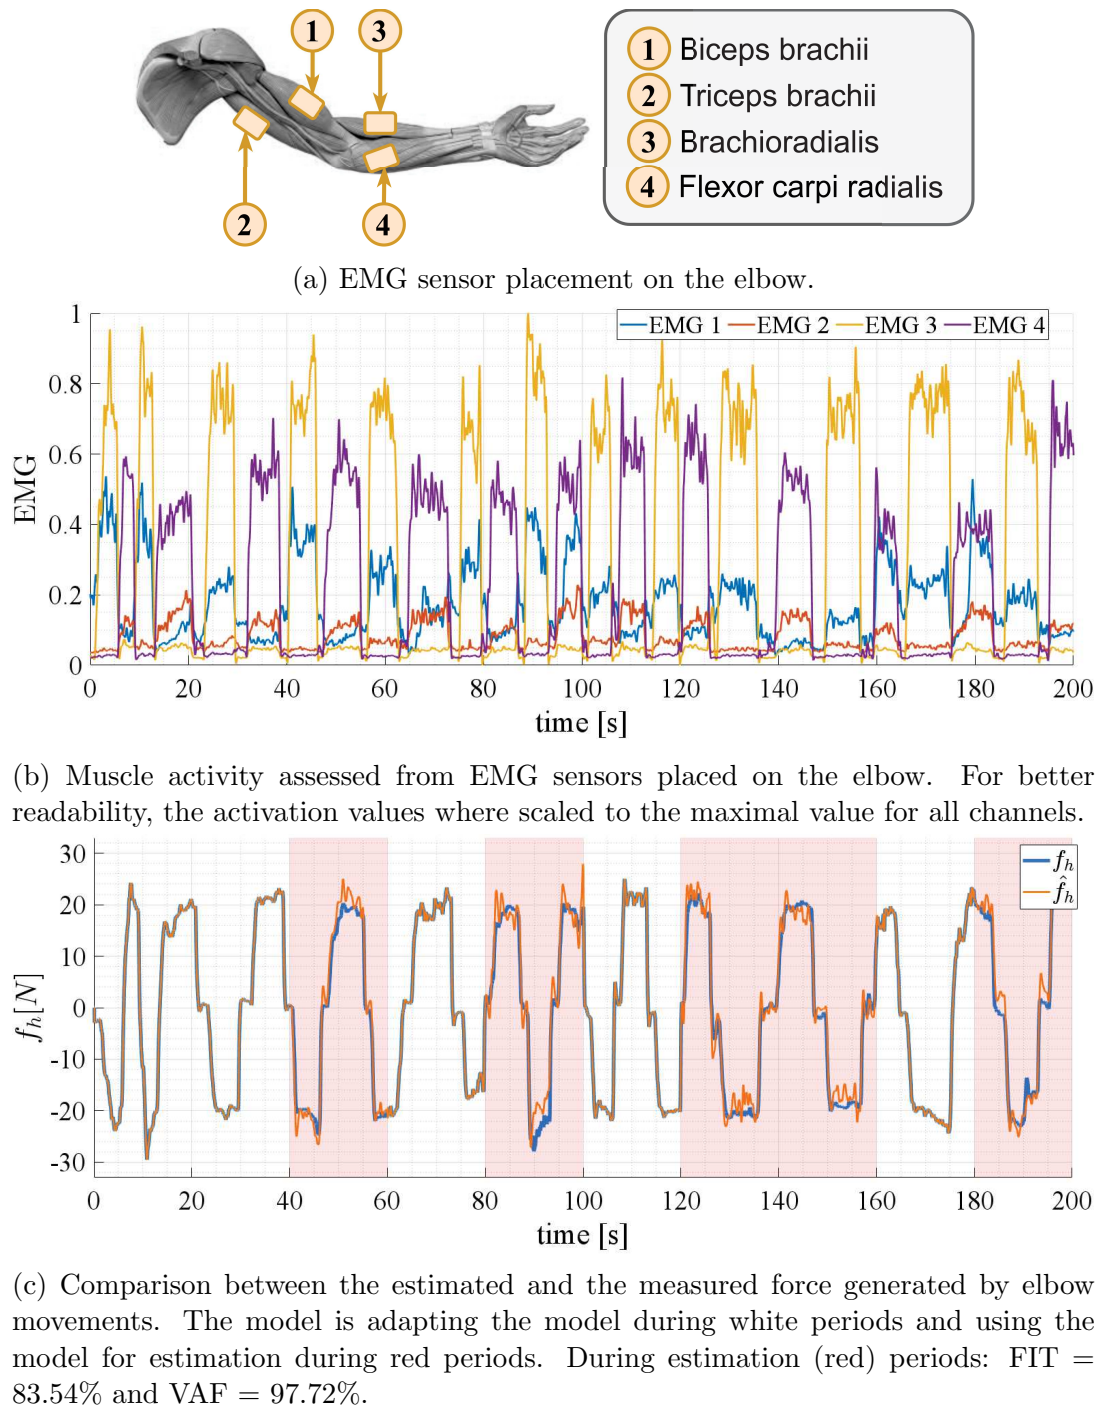 1
3
2
4
1 Biceps brachii
2 Triceps brachii
3 Brachioradialis
4 Flexor carpi radialis
(a) EMG sensor placement on the elbow.
EMG 1 EMG 2 EMG 3 EMG 4
1
0.8
0.6
0.4
0.2
0
EMG
0 20 40 60 80 100 120 140 160 180 200
time [s]
(b) Muscle activity assessed from EMG sensors placed on the elbow. For better
readability, the activation values where scaled to the maximal value for all channels.
30
20
10
0
-10
-20
-30
f_h[N]
f_h
f̂_h
0 20 40 60 80 100 120 140 160 180 200
time [s]
(c) Comparison between the estimated and the measured force generated by elbow
movements. The model is adapting the model during white periods and using the
model for estimation during red periods. During estimation (red) periods: FIT =
83.54% and VAF = 97.72%.